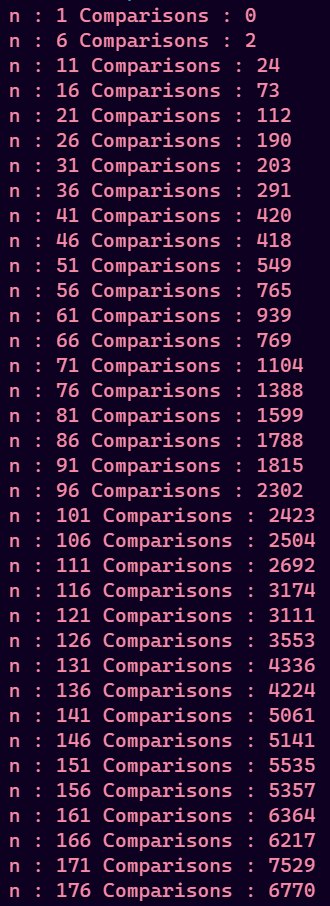 n : 1 Comparisons : 0
n : 6 Comparisons : 2
n : 11 Comparisons : 24
n : 16 Comparisons : 73
n : 21 Comparisons : 112
n : 26 Comparisons : 190
n : 31 Comparisons : 203
n : 36 Comparisons : 291
n : 41 Comparisons : 420
n : 46 Comparisons : 418
n : 51 Comparisons : 549
n : 56 Comparisons : 765
n : 61 Comparisons : 939
n : 66 Comparisons : 769
n : 71 Comparisons : 1104
n : 76 Comparisons : 1388
n : 81 Comparisons : 1599
n : 86 Comparisons : 1788
n : 91 Comparisons : 1815
n : 96 Comparisons : 2302
n : 101 Comparisons : 2423
n : 106 Comparisons : 2504
n : 111 Comparisons : 2692
n : 116 Comparisons : 3174
n : 121 Comparisons : 3111
n : 126 Comparisons : 3553
n : 131 Comparisons : 4336
n : 136 Comparisons : 4224
n : 141 Comparisons : 5061
n : 146 Comparisons : 5141
n : 151 Comparisons : 5535
n : 156 Comparisons : 5357
n : 161 Comparisons : 6364
n : 166 Comparisons : 6217
n : 171 Comparisons : 7529
n : 176 Comparisons : 6770